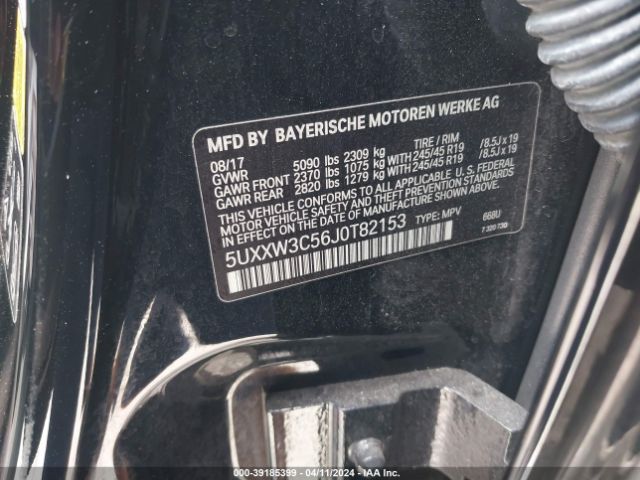 MFD BY BAYERISCHE MOTOREN WERKE AG
08/17 TIRE / RIM
GVWR 5090 lbs 2309 kg
GAWR FRONT 2370 lbs 1075 kg WITH 245/45 R19 /8.5J x 19
GAWR REAR 2820 lbs 1279 kg WITH 245/45 R19 /8.5J x 19
THIS VEHICLE CONFORMS TO ALL APPLICABLE U. S. FEDERAL
MOTOR VEHICLE SAFETY AND THEFT PREVENTION STANDARDS
IN EFFECT ON THE DATE OF MANUFACTURE SHOWN ABOVE.
5UXXW3C56J0T82153 TYPE: MPV 668U
7 320 730
000-39185399 - 04/11/2024 - IAA Inc.